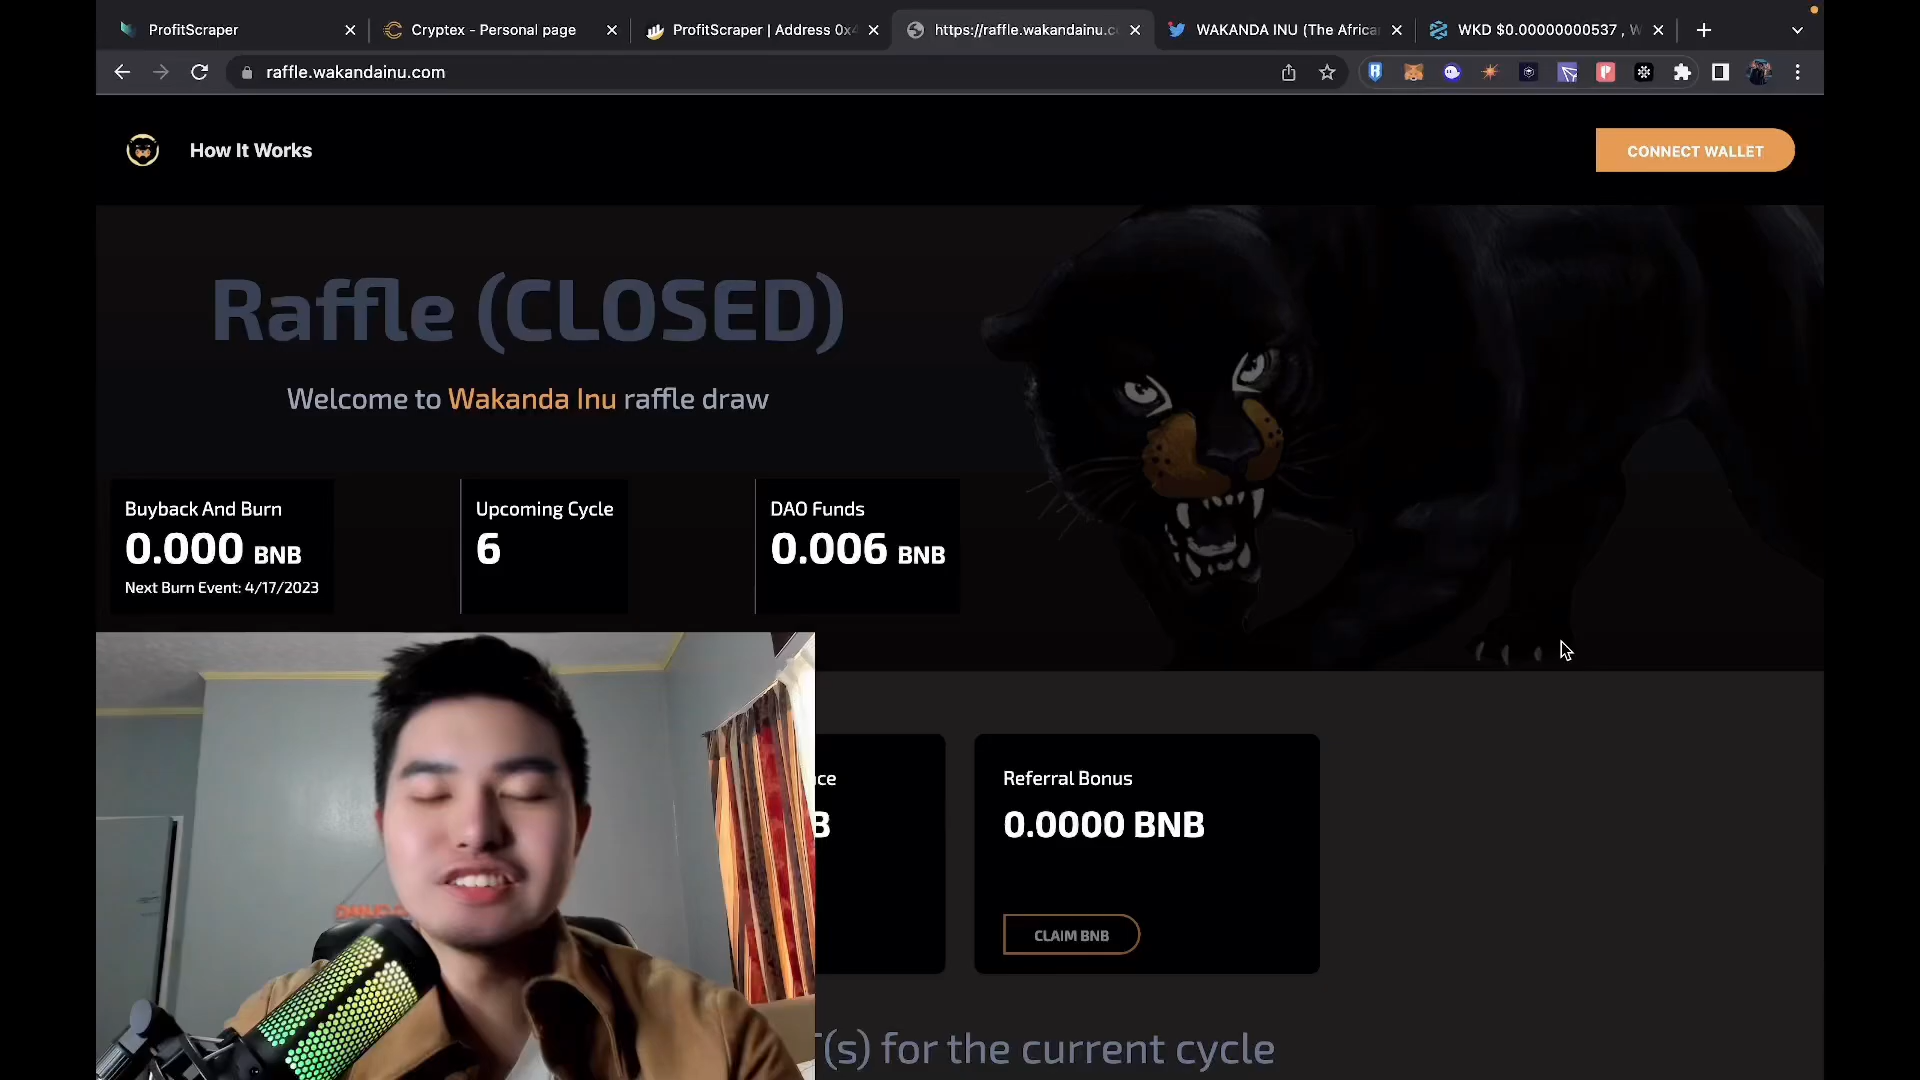 ProfitScraper
Cryptex - Personal page
ProfitScraper | Address 0x4
https://raffle.wakandainu.c
WAKANDA INU (The Africa
WKD $0.00000000537 , W
raffle.wakandainu.com
How It Works
CONNECT WALLET
Raffle (CLOSED)
Welcome to Wakanda Inu raffle draw
Buyback And Burn
0.000 BNB
Next Burn Event: 4/17/2023
Upcoming Cycle
6
DAO Funds
0.006 BNB
ce
B
Referral Bonus
0.0000 BNB
CLAIM BNB
(s) for the current cycle